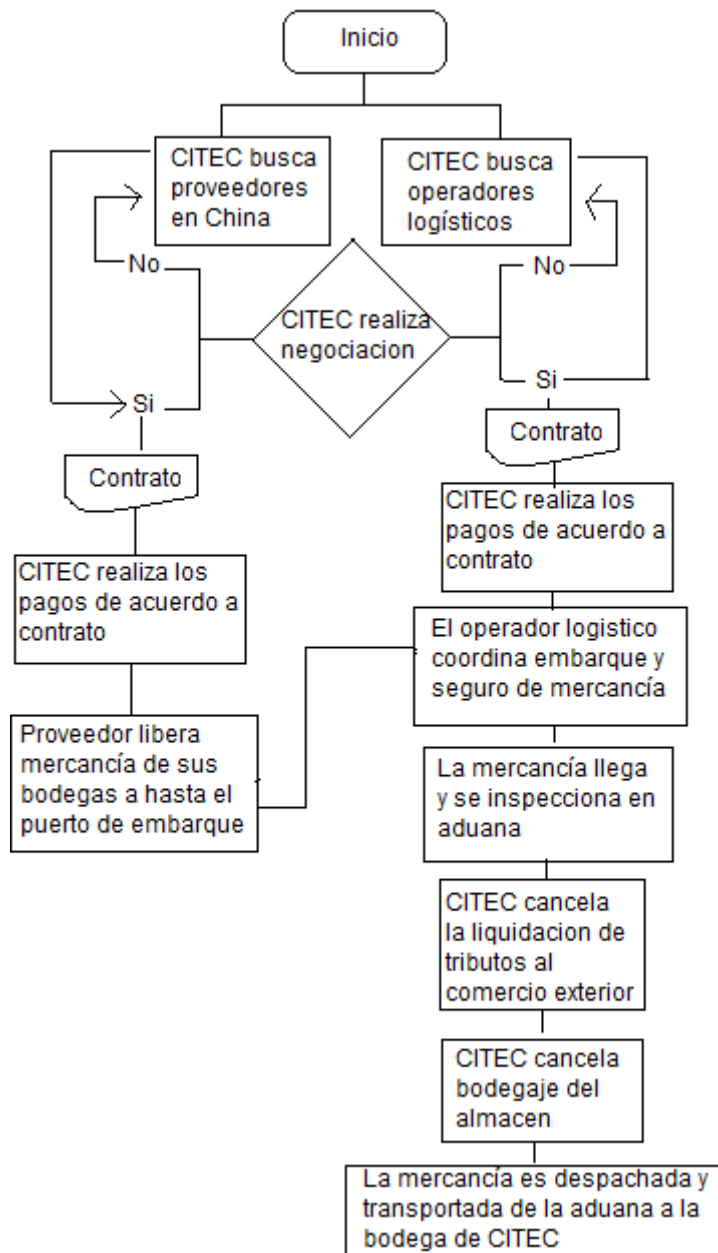 Inicio
CITEC busca
proveedores
en China
CITEC busca
operadores
logísticos
No
No
CITEC realiza
negociacion
Si
Si
Contrato
Contrato
CITEC realiza los
pagos de acuerdo a
contrato
CITEC realiza los
pagos de acuerdo a
contrato
El operador logistico
coordina embarque y
seguro de mercancía
Proveedor libera
mercancía de sus
bodegas a hasta el
puerto de embarque
La mercancía llega
y se inspecciona en
aduana
CITEC cancela
la liquidacion de
tributos al
comercio exterior
CITEC cancela
bodegaje del
almacen
La mercancía es despachada y
transportada de la aduana a la
bodega de CITEC